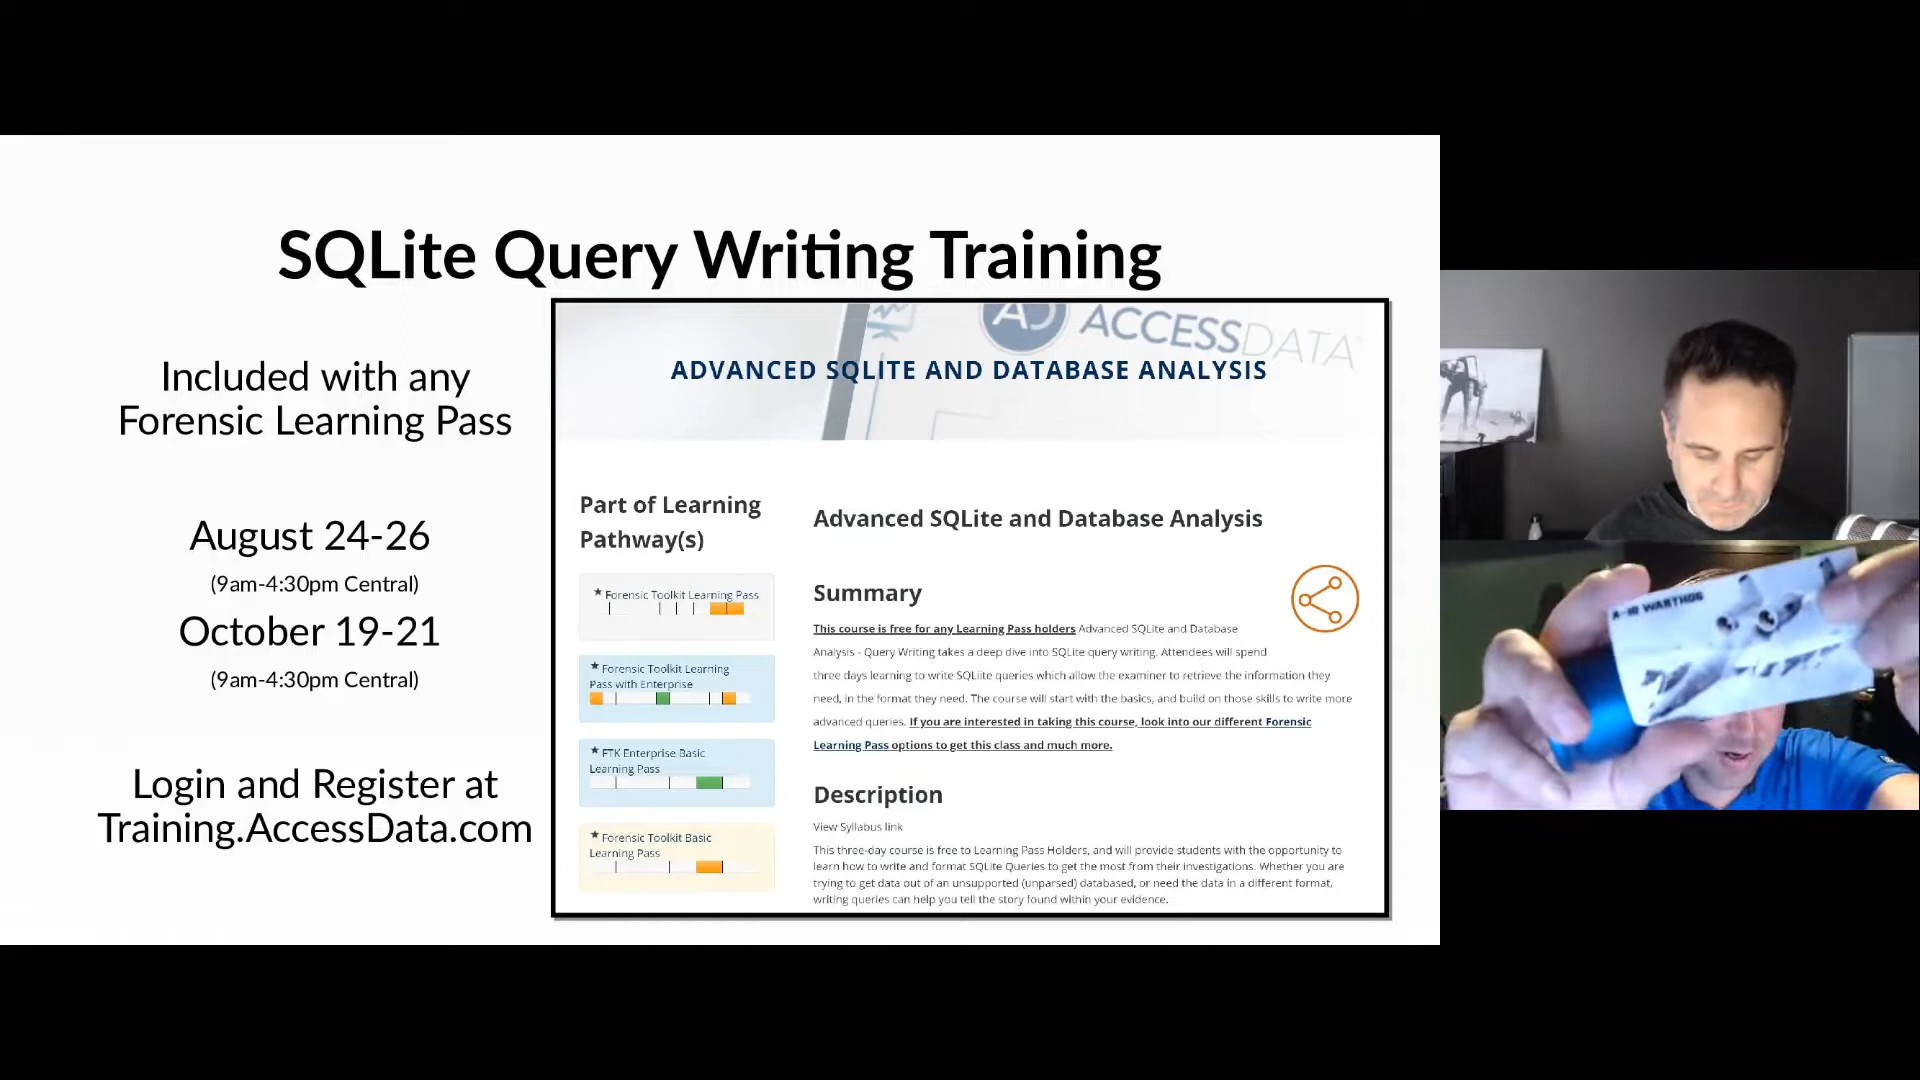 SQLite Query Writing Training
Included with any
Forensic Learning Pass
August 24-26
(9am-4:30pm Central)
October 19-21
(9am-4:30pm Central)
Login and Register at
Training.AccessData.com
ACCESSDATA
ADVANCED SQLITE AND DATABASE ANALYSIS
Part of Learning
Pathway(s)
Forensic Toolkit Learning Pass
Forensic Toolkit Learning
Pass with Enterprise
FTK Enterprise Basic
Learning Pass
Forensic Toolkit Basic
Learning Pass
Advanced SQLite and Database Analysis
Summary
This course is free for any Learning Pass holders Advanced SQLite and Database
Analysis - Query Writing takes a deep dive into SQLite query writing. Attendees will spend
three days learning to write SQLiite queries which allow the examiner to retrieve the information they
need, in the format they need. The course will start with the basics, and build on those skills to write more
advanced queries. If you are interested in taking this course, look into our different Forensic
Learning Pass options to get this class and much more.
Description
View Syllabus link
This three-day course is free to Learning Pass Holders, and will provide students with the opportunity to
learn how to write and format SQLite Queries to get the most from their investigations. Whether you are
trying to get data out of an unsupported (unparsed) databased, or need the data in a different format,
writing queries can help you tell the story found within your evidence.
A-10 WARTHOG